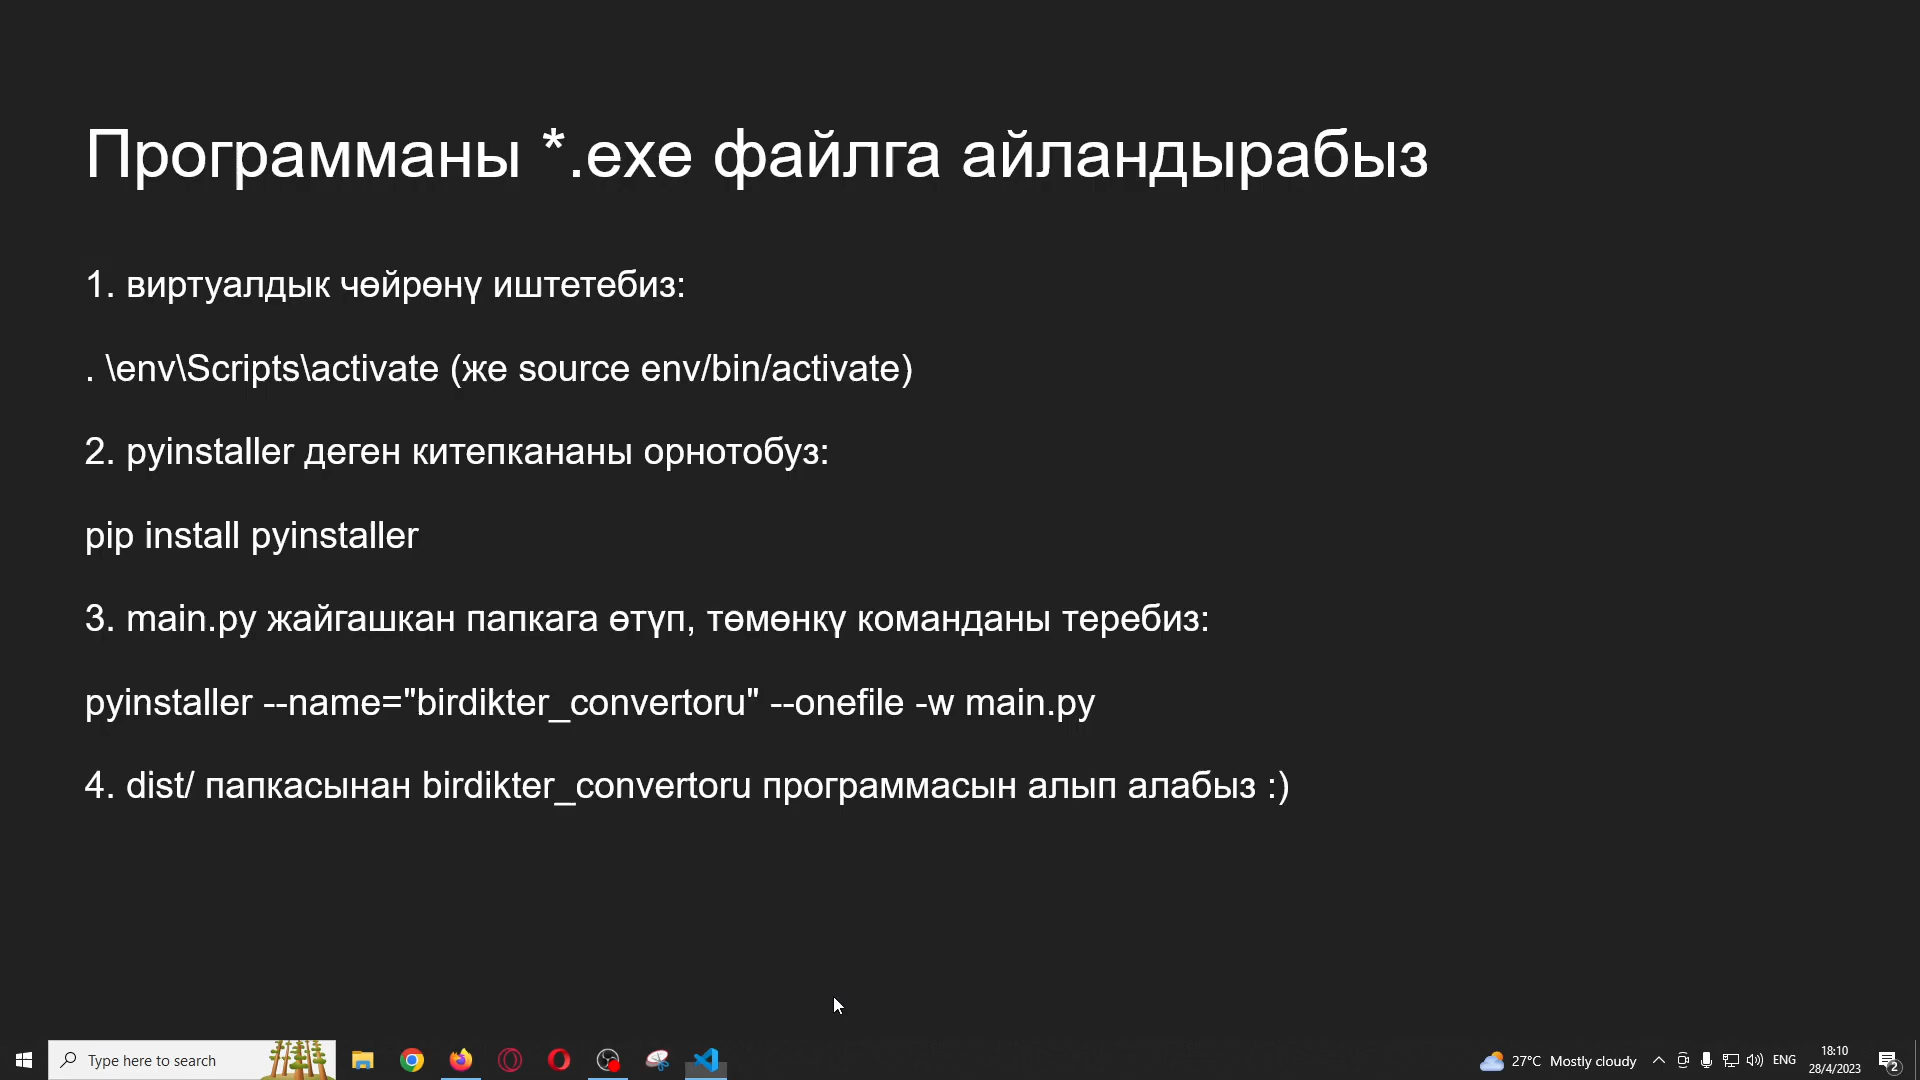 Программаны *.exe файлга айландырабыз
1. виртуалдык чөйрөнү иштетебиз:
. \env\Scripts\activate (же source env/bin/activate)
2. pyinstaller деген китепкананы орнотобуз:
pip install pyinstaller
3. main.py жайгашкан папкага өтүп, төмөнкү команданы теребиз:
pyinstaller --name="birdikter_convertoru" --onefile -w main.py
4. dist/ папкасынан birdikter_convertoru программасын алып алабыз :)
Type here to search
27°C Mostly cloudy
ENG
18:10
28/4/2023
2